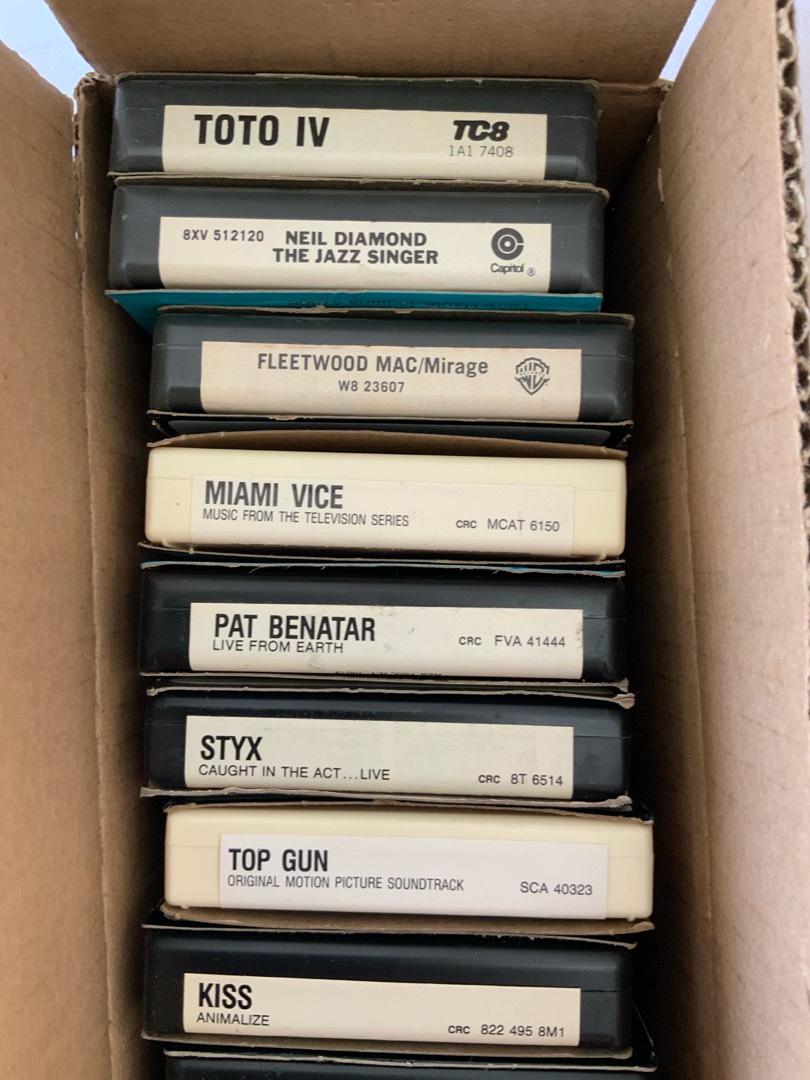 TOTO IV
TC8
1A1 7408
8XV 512120
NEIL DIAMOND
THE JAZZ SINGER
Capitol ®
Terre Haute, Indiana
FLEETWOOD MAC/Mirage
W8 23607
MIAMI VICE
MUSIC FROM THE TELEVISION SERIES
CRC MCAT 6150
PAT BENATAR
LIVE FROM EARTH
CRC FVA 41444
STYX
CAUGHT IN THE ACT...LIVE
CRC 8T 6514
TOP GUN
ORIGINAL MOTION PICTURE SOUNDTRACK
SCA 40323
KISS
ANIMALIZE
CRC 822 495 8M1